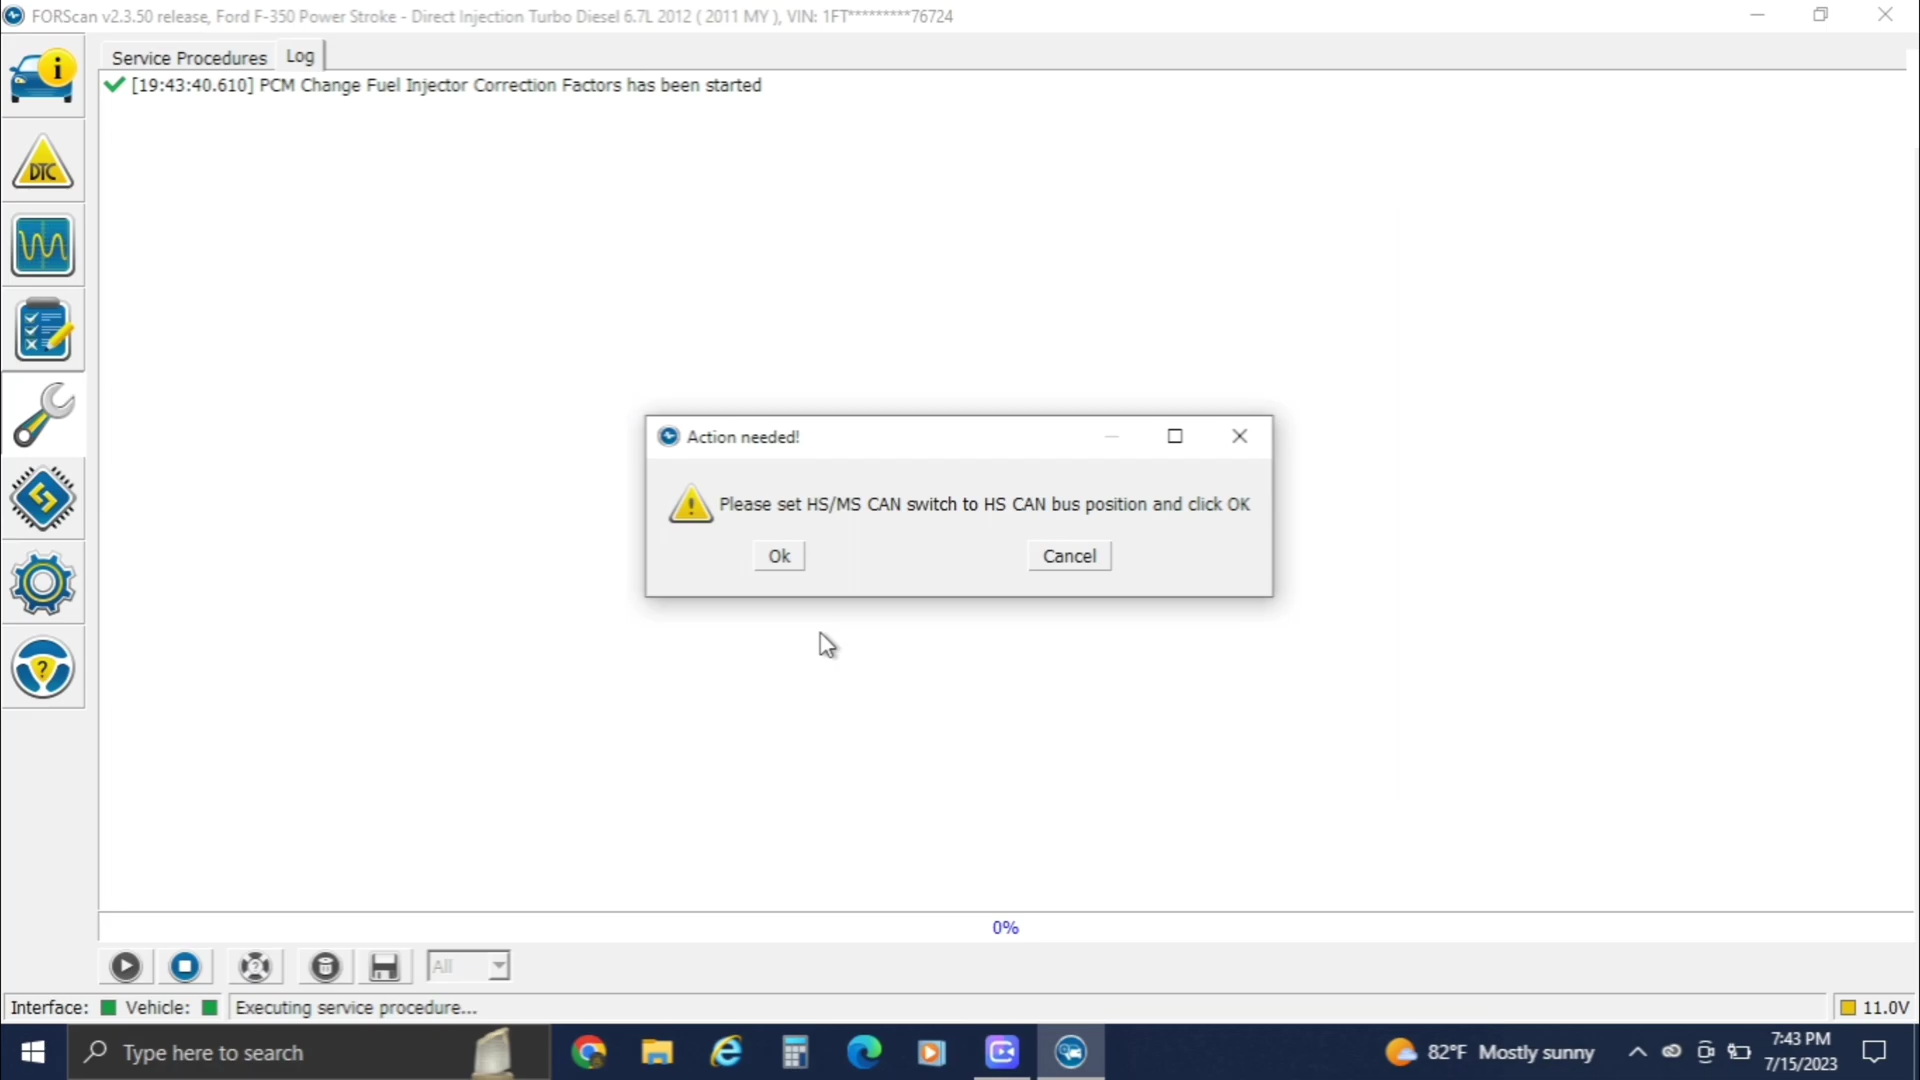 FORScan v2.3.50 release, Ford F-350 Power Stroke - Direct Injection Turbo Diesel 6.7L 2012 ( 2011 MY ), VIN: 1FT*********76724
Service Procedures
Log
i
[19:43:40.610] PCM Change Fuel Injector Correction Factors has been started
DTC
Action needed!
Please set HS/MS CAN switch to HS CAN bus position and click OK
Ok
Cancel
?
0%
All
Interface:
Vehicle:
Executing service procedure...
11.0V
Type here to search
82°F Mostly sunny
7:43 PM
7/15/2023